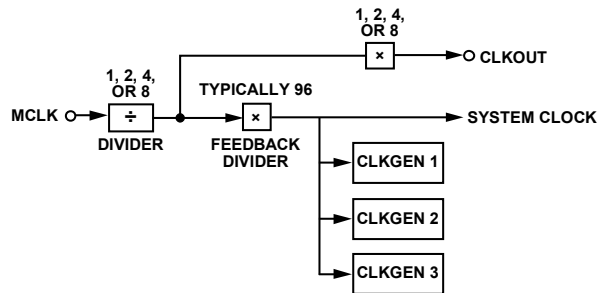 1, 2, 4,
OR 8
×
CLKOUT
1, 2, 4,
OR 8
TYPICALLY 96
MCLK
÷
×
SYSTEM CLOCK
DIVIDER
FEEDBACK
DIVIDER
CLKGEN 1
CLKGEN 2
CLKGEN 3